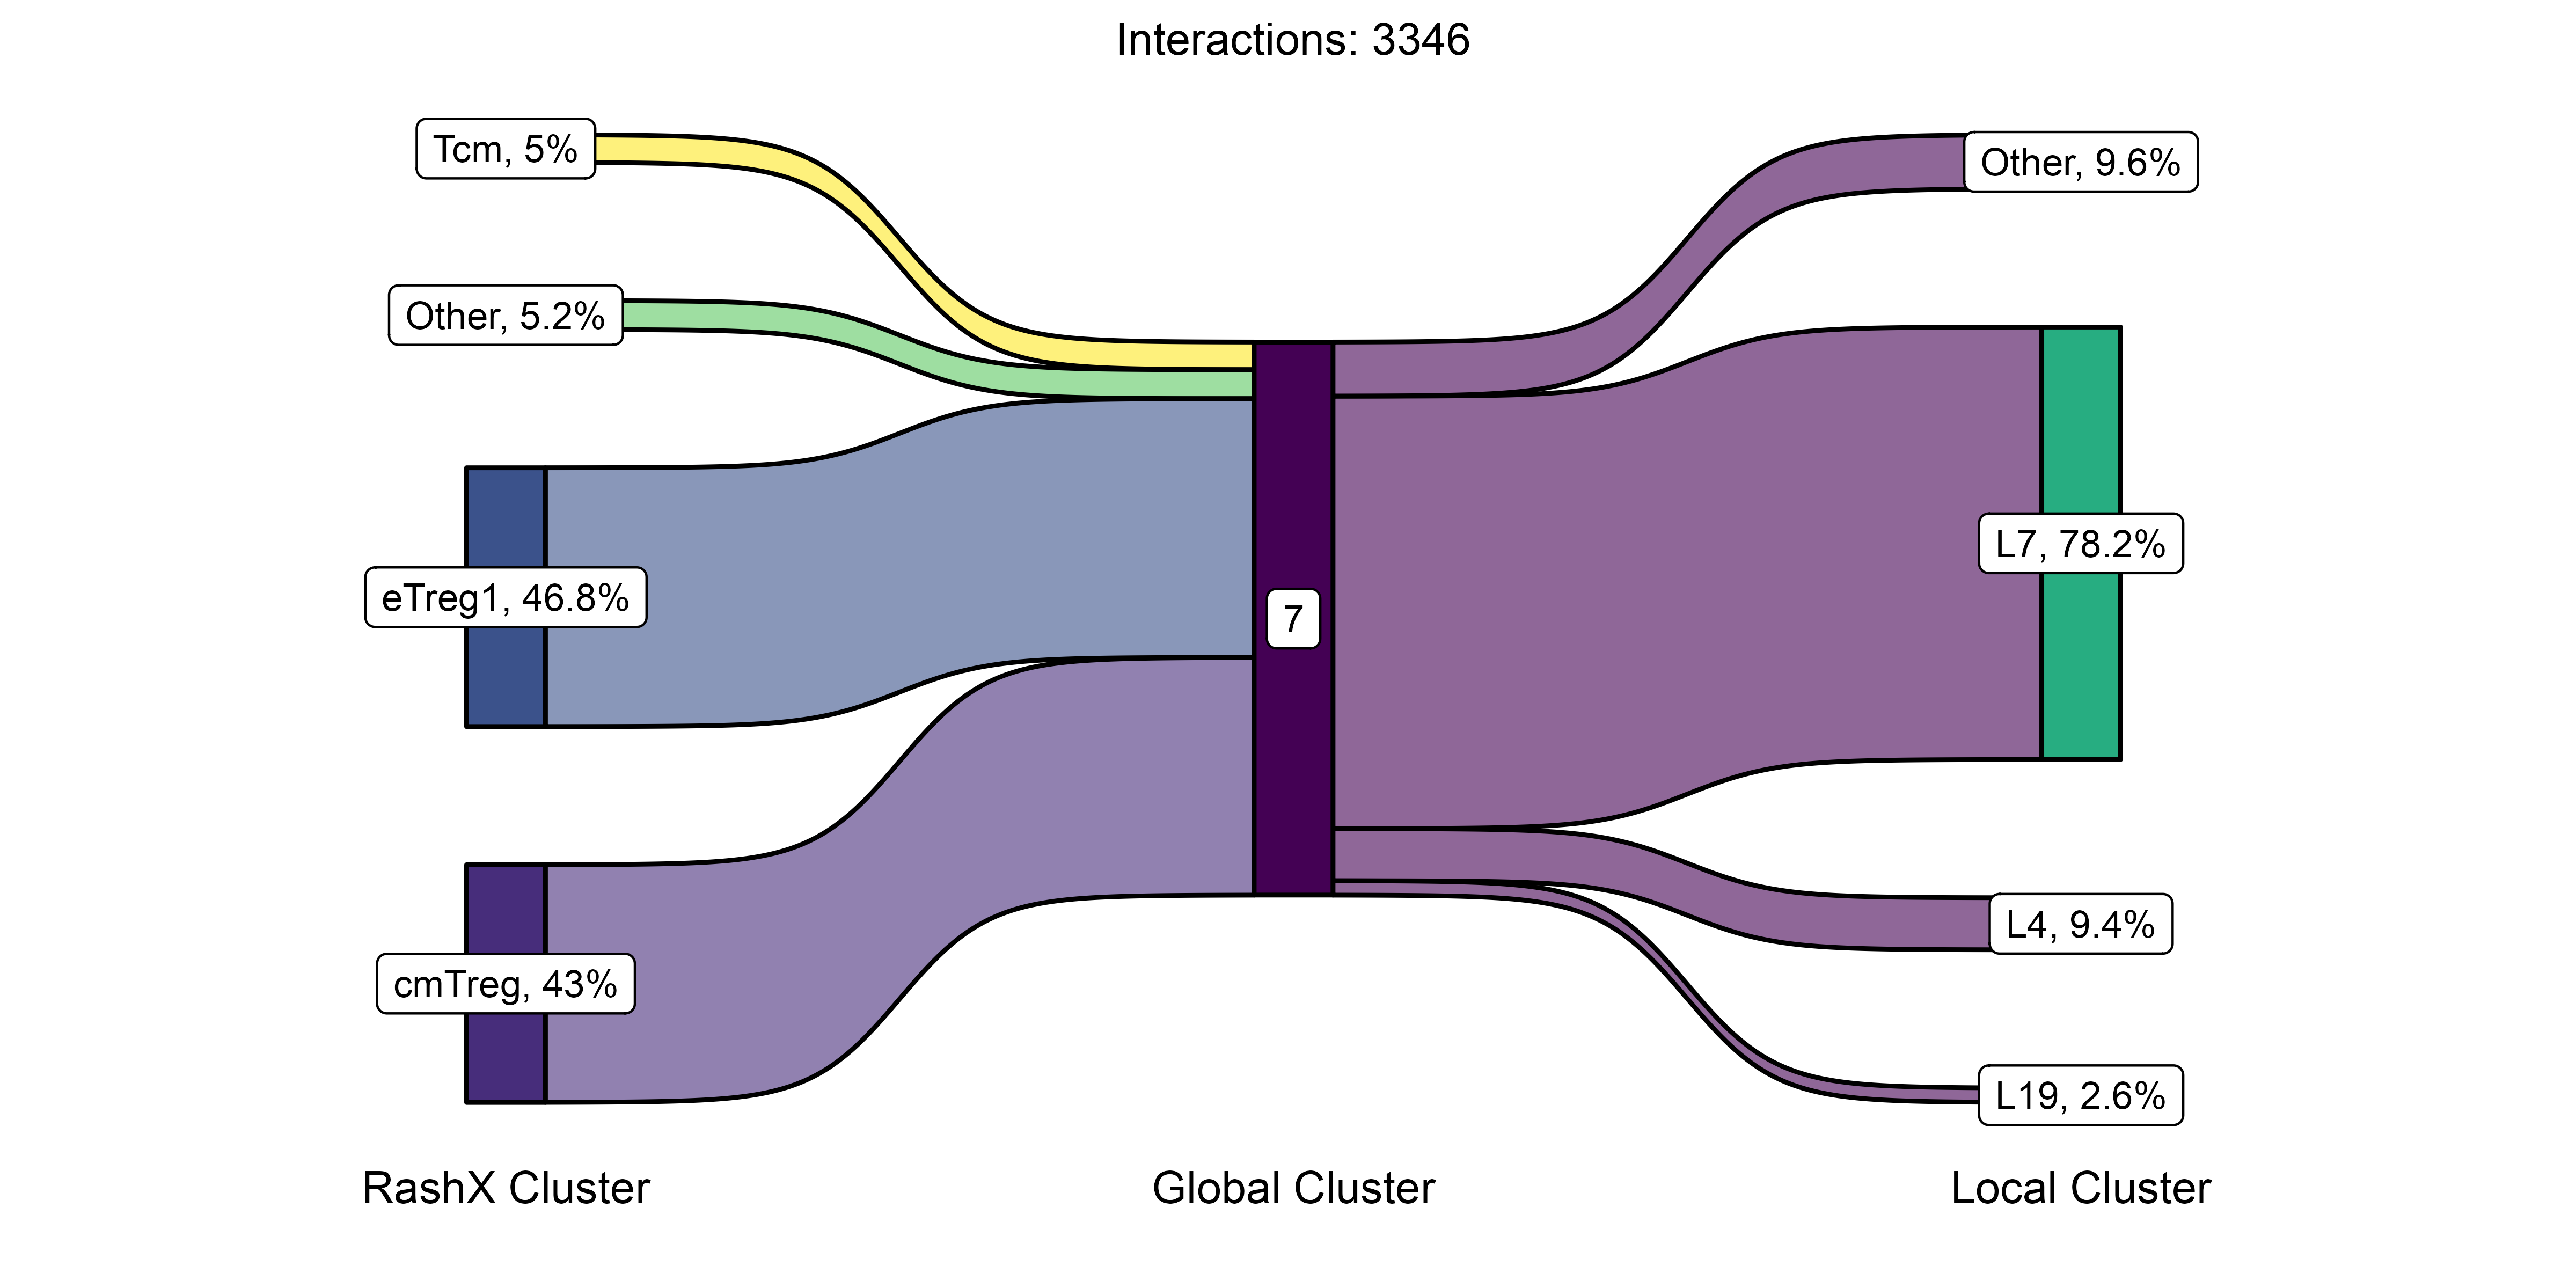 Interactions: 3346
Tcm, 5%
Other, 9.6%
Other, 5.2%
L7, 78.2%
eTreg1, 46.8%
7
L4, 9.4%
cmTreg, 43%
L19, 2.6%
RashX Cluster
Global Cluster
Local Cluster